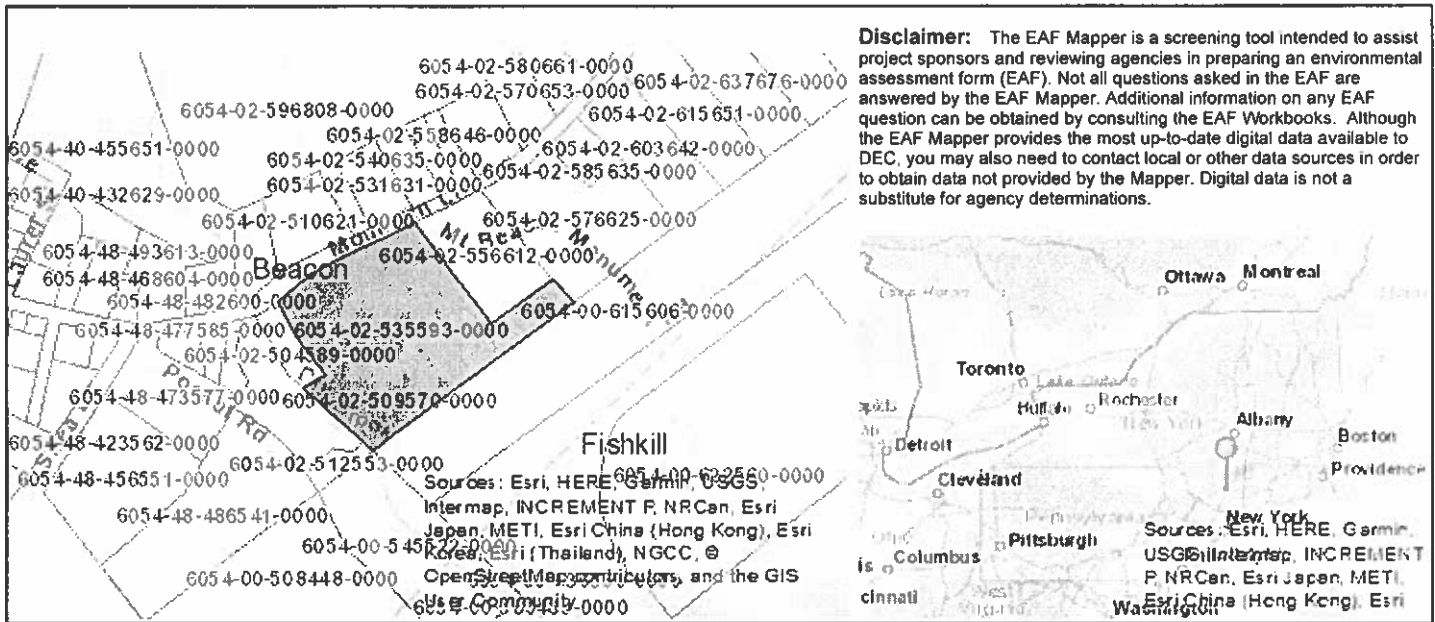 Disclaimer: The EAF Mapper is a screening tool intended to assist
project sponsors and reviewing agencies in preparing an environmental
assessment form (EAF). Not all questions asked in the EAF are
answered by the EAF Mapper. Additional information on any EAF
question can be obtained by consulting the EAF Workbooks. Although
the EAF Mapper provides the most up-to-date digital data available to
DEC, you may also need to contact local or other data sources in order
to obtain data not provided by the Mapper. Digital data is not a
substitute for agency determinations.
6054-02-580661-0000
6054-02-637676-0000
6054-02-570653-0000
6054-02-596808-0000
6054-02-615651-0000
6054-02-558646-0000
6054-40-455651-0000
6054-02-540635-0000
6054-02-603642-0000
6054-02-585635-0000
6054-02-531631-0000
6054-40-432629-0000
6054-02-510621-0000
6054-02-576625-0000
6054-48-493613-0000
6054-02-556612-0000
Beacon
6054-48-468604-0000
6054-48-482600-0000
6054-00-615606-0000
6054-48-477585-0000
6054-02-535593-0000
6054-02-504589-0000
6054-48-473577-0000
6054-02-509570-0000
6054-48-423562-0000
Fishkill
6054-02-512553-0000
6054-48-456551-0000
6054-48-486541-0000
6054-00-545522-0000
6054-00-508448-0000
Sources: Esri, HERE, Garmin, USGS,
Intermap, INCREMENT P, NRCan, Esri
Japan, METI, Esri China (Hong Kong), Esri
Korea, Esri (Thailand), NGCC, ©
OpenStreetMap contributors, and the GIS
User Community
Ottawa
Montreal
Toronto
Lake Ontario
Rochester
Buffalo
Albany
Boston
Detroit
Providence
Cleveland
New York
Pittsburgh
Columbus
cinnati
Washington
Sources: Esri, HERE, Garmin,
USGS, Intermap, INCREMENT
P, NRCan, Esri Japan, METI,
Esri China (Hong Kong), Esri